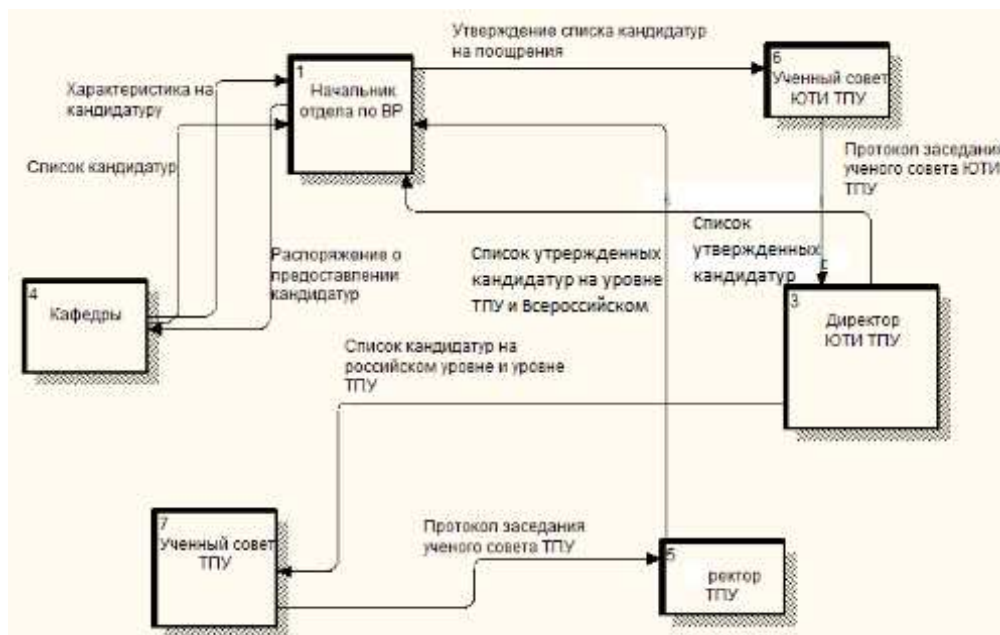 Утверждение списка кандидатур
на поощрения
1
Начальник
отдела по ВР
6
Ученный совет
ЮТИ ТПУ
Характеристика на
кандидатуру
Список кандидатур
Протокол заседания
ученого совета ЮТИ
ТПУ
Распоряжение о
предоставлении
кандидатур
Список утрержденных
кандидатур на уровне
ТПУ и Всероссийском
Список
утвержденных
кандидатур
4
Кафедры
3
Директор
ЮТИ ТПУ
Список кандидатур на
российском уровне и уровне
ТПУ
7
Ученный совет
ТПУ
Протокол заседания
ученого совета ТПУ
5
ректор
ТПУ